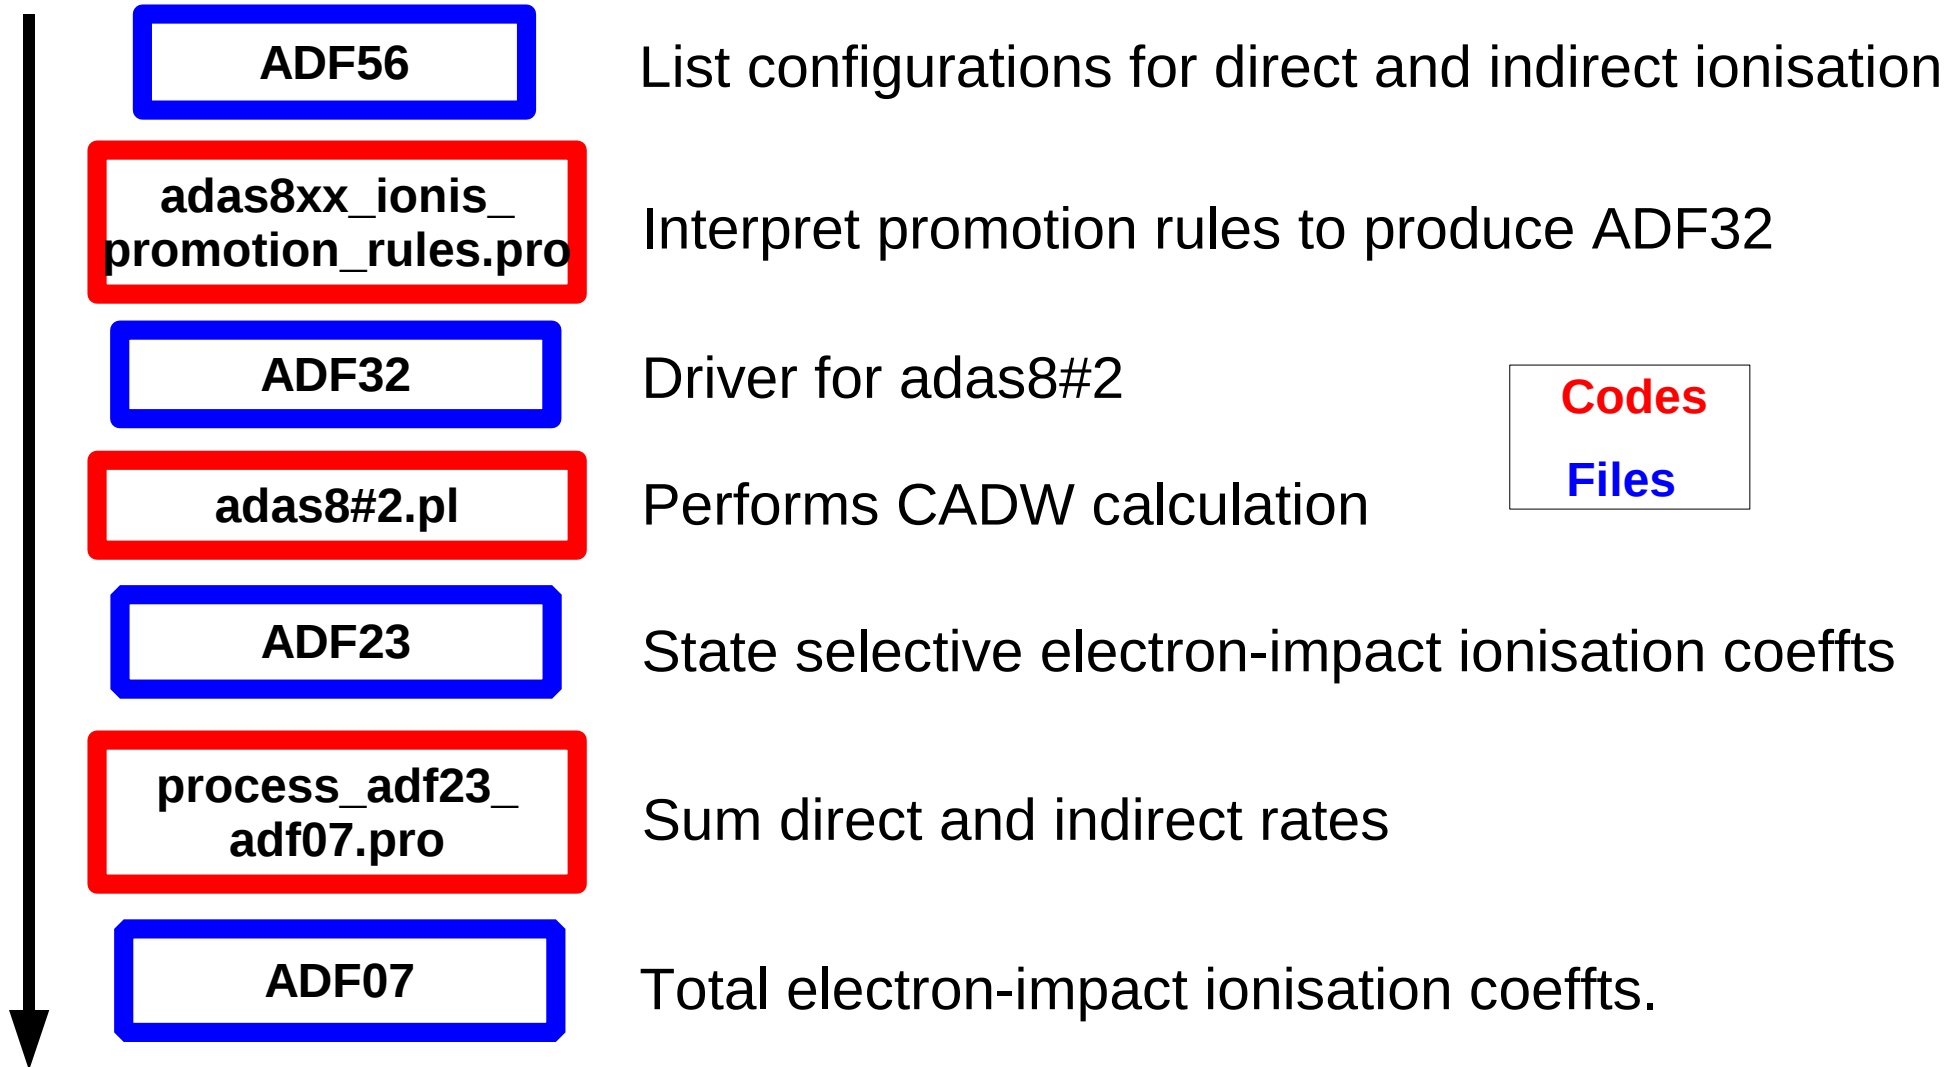 ADF56
List configurations for direct and indirect ionisation
adas8xx_ionis_
promotion_rules.pro
Interpret promotion rules to produce ADF32
ADF32
Driver for adas8#2
Codes
Files
adas8#2.pl
Performs CADW calculation
ADF23
State selective electron-impact ionisation coeffts
process_adf23_
adf07.pro
Sum direct and indirect rates
ADF07
Total electron-impact ionisation coeffts.